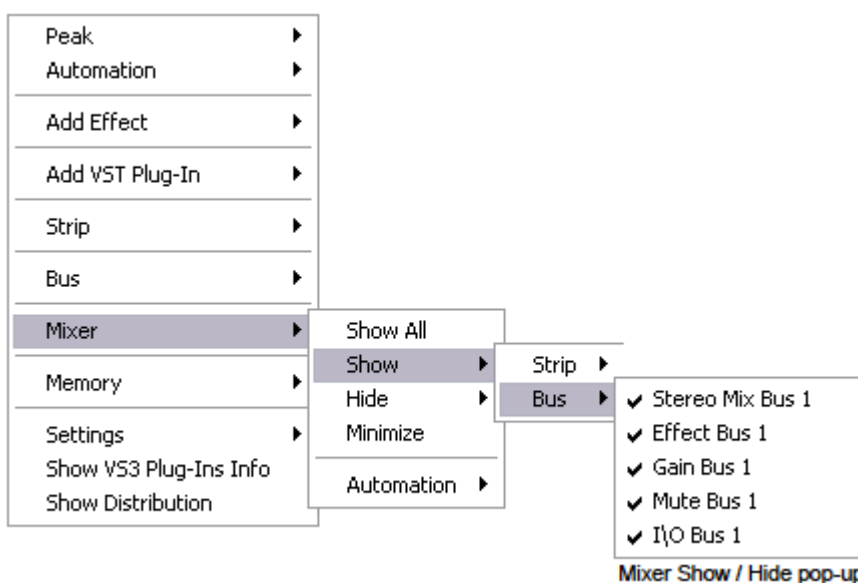 Peak
Automation
Add Effect
Add VST Plug-In
Strip
Bus
Mixer
Memory
Settings
Show VS3 Plug-Ins Info
Show Distribution
Show All
Show
Hide
Minimize
Automation
Strip
Bus
Stereo Mix Bus 1
Effect Bus 1
Gain Bus 1
Mute Bus 1
I\O Bus 1
Mixer Show / Hide pop-up